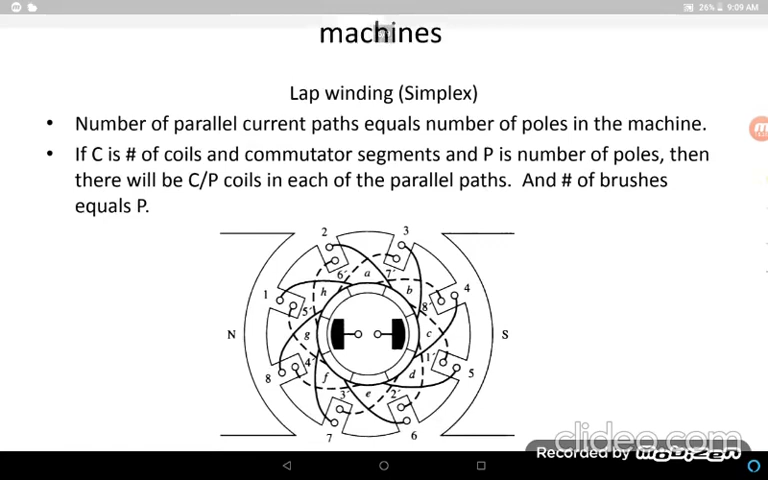 26% 9:09 AM
machines
Lap winding (Simplex)
• Number of parallel current paths equals number of poles in the machine.
• If C is # of coils and commutator segments and P is number of poles, then
there will be C/P coils in each of the parallel paths. And # of brushes
equals P.
2 3
6' a 7'
1 h b 4
5' 8'
N g c S
4' 1'
8 f d 5
3' e 2'
7 6
clideo.com
Recorded by mobizen